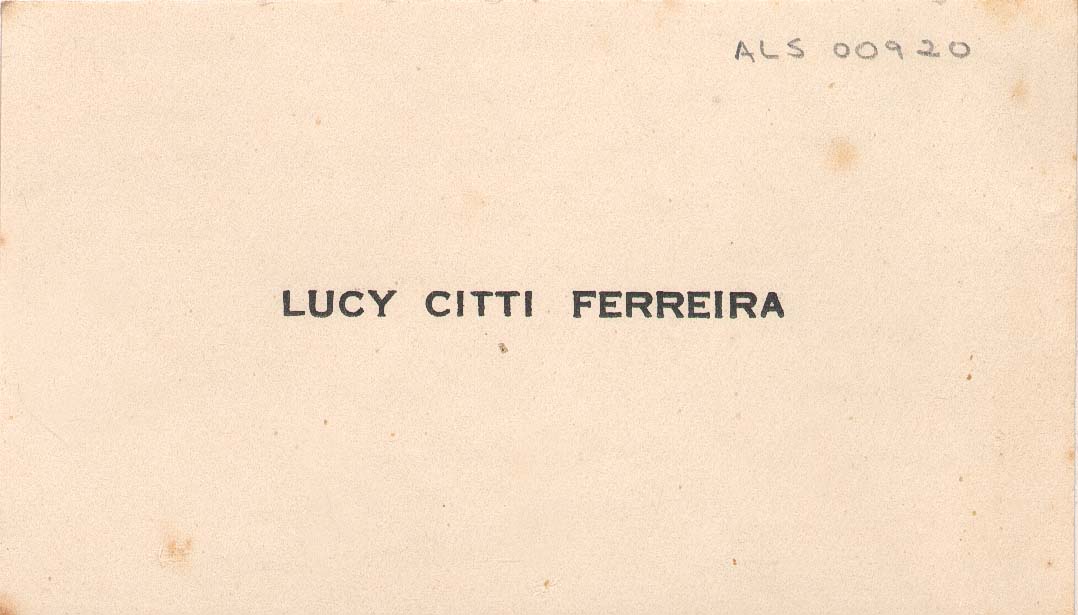 ALS 00920
LUCY CITTI FERREIRA